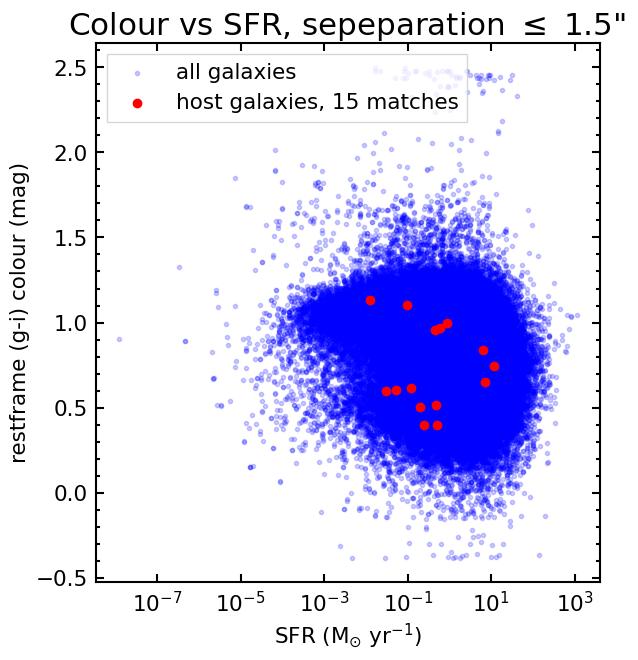 Colour vs SFR, sepeparation ≤ 1.5"
all galaxies
host galaxies, 15 matches
restframe (g-i) colour (mag)
2.5
2.0
1.5
1.0
0.5
0.0
−0.5
10⁻⁷ 10⁻⁵ 10⁻³ 10⁻¹ 10¹ 10³
SFR (M☉ yr⁻¹)